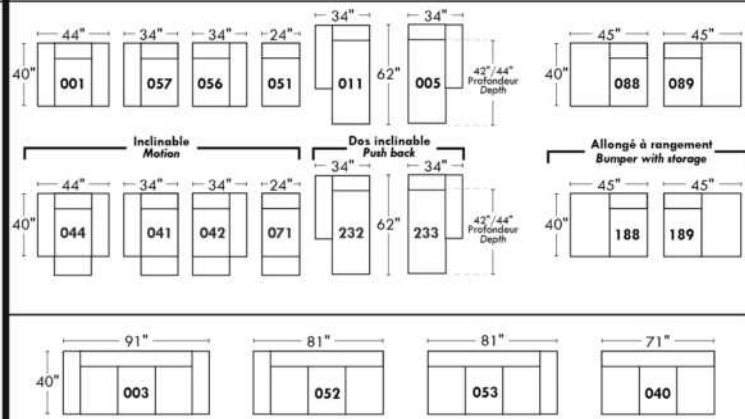 44" 34" 34" 24" 34" 34" 45" 45"
40" 001 057 056 051 011 62" 005 42"/44" Profondeur Depth 40" 088 089
Inclinable Motion
Dos inclinable Push back
Allongé à rangement Bumper with storage
44" 34" 34" 24" 34" 34" 45" 45"
40" 044 041 042 071 232 62" 233 42"/44" Profondeur Depth 40" 188 189
91" 81" 81" 71"
40" 003 052 053 040